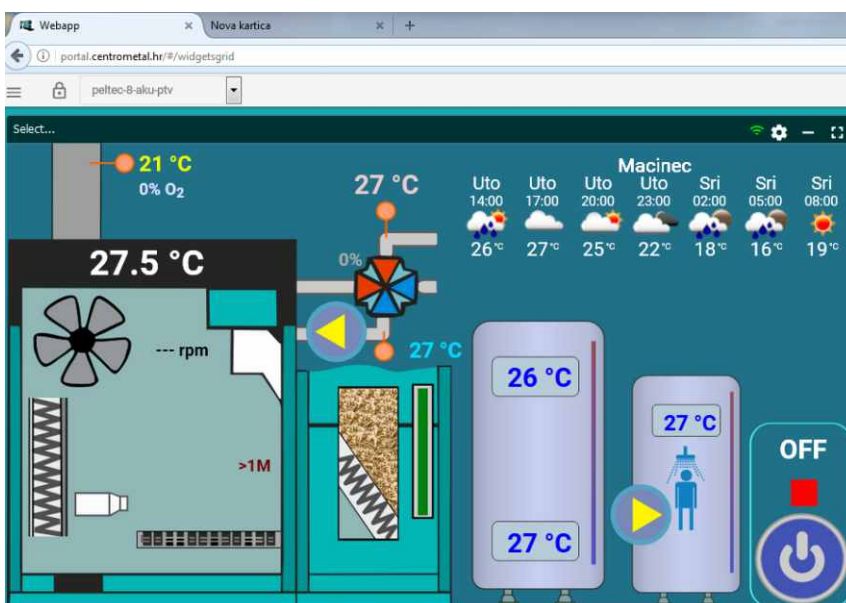 Webapp
Nova kartica
portal.centrometal.hr/#/widgetsgrid
peltec-8-aku-ptv
Select...
21 °C
0% O₂
27 °C
Macinec
Uto Uto Uto Uto Sri Sri Sri
14:00 17:00 20:00 23:00 02:00 05:00 08:00
26°C 27°C 25°C 22°C 18°C 16°C 19°C
27.5 °C
0%
--- rpm
27 °C
26 °C
27 °C
OFF
>1M
27 °C